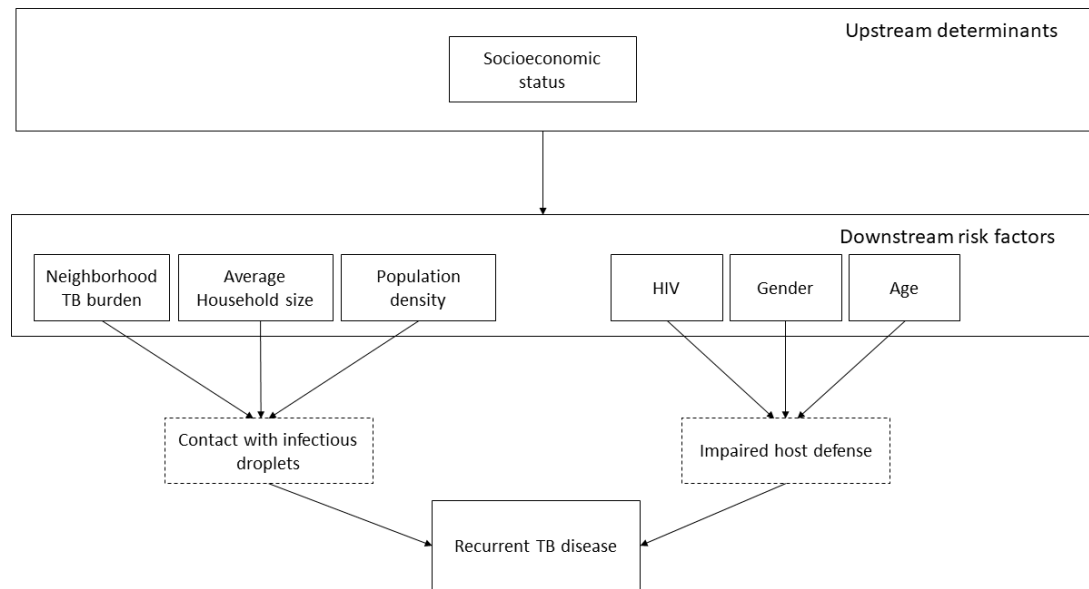 Upstream determinants
Socioeconomic
status
Downstream risk factors
Neighborhood
TB burden
Average
Household size
Population
density
HIV
Gender
Age
Contact with infectious
droplets
Impaired host defense
Recurrent TB disease